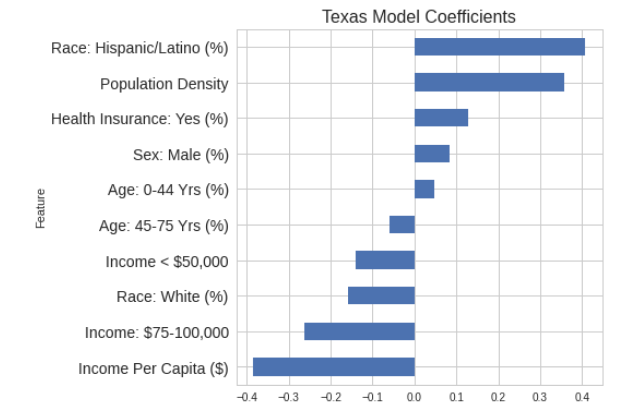 Texas Model Coefficients
Race: Hispanic/Latino (%)
Population Density
Health Insurance: Yes (%)
Sex: Male (%)
Age: 0-44 Yrs (%)
Age: 45-75 Yrs (%)
Income < $50,000
Race: White (%)
Income: $75-100,000
Income Per Capita ($)
Feature
−0.4 −0.3 −0.2 −0.1 0.0 0.1 0.2 0.3 0.4